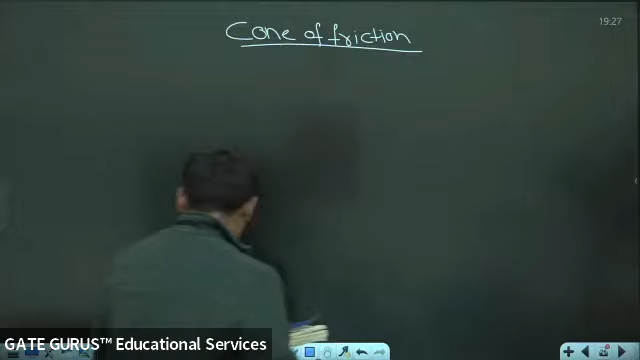 19:27
Cone of friction
GATE GURUS™ Educational Services